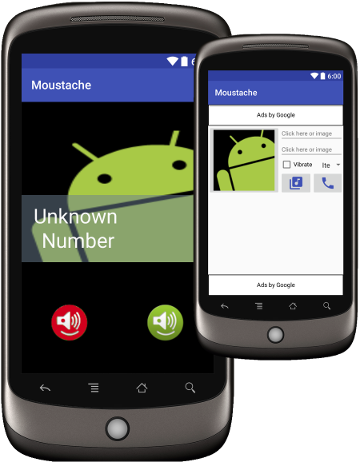 Moustache
Unknown
Number
6:00
Moustache
Ads by Google
Click here or image
Click here or image
Vibrate
Ite
Ads by Google